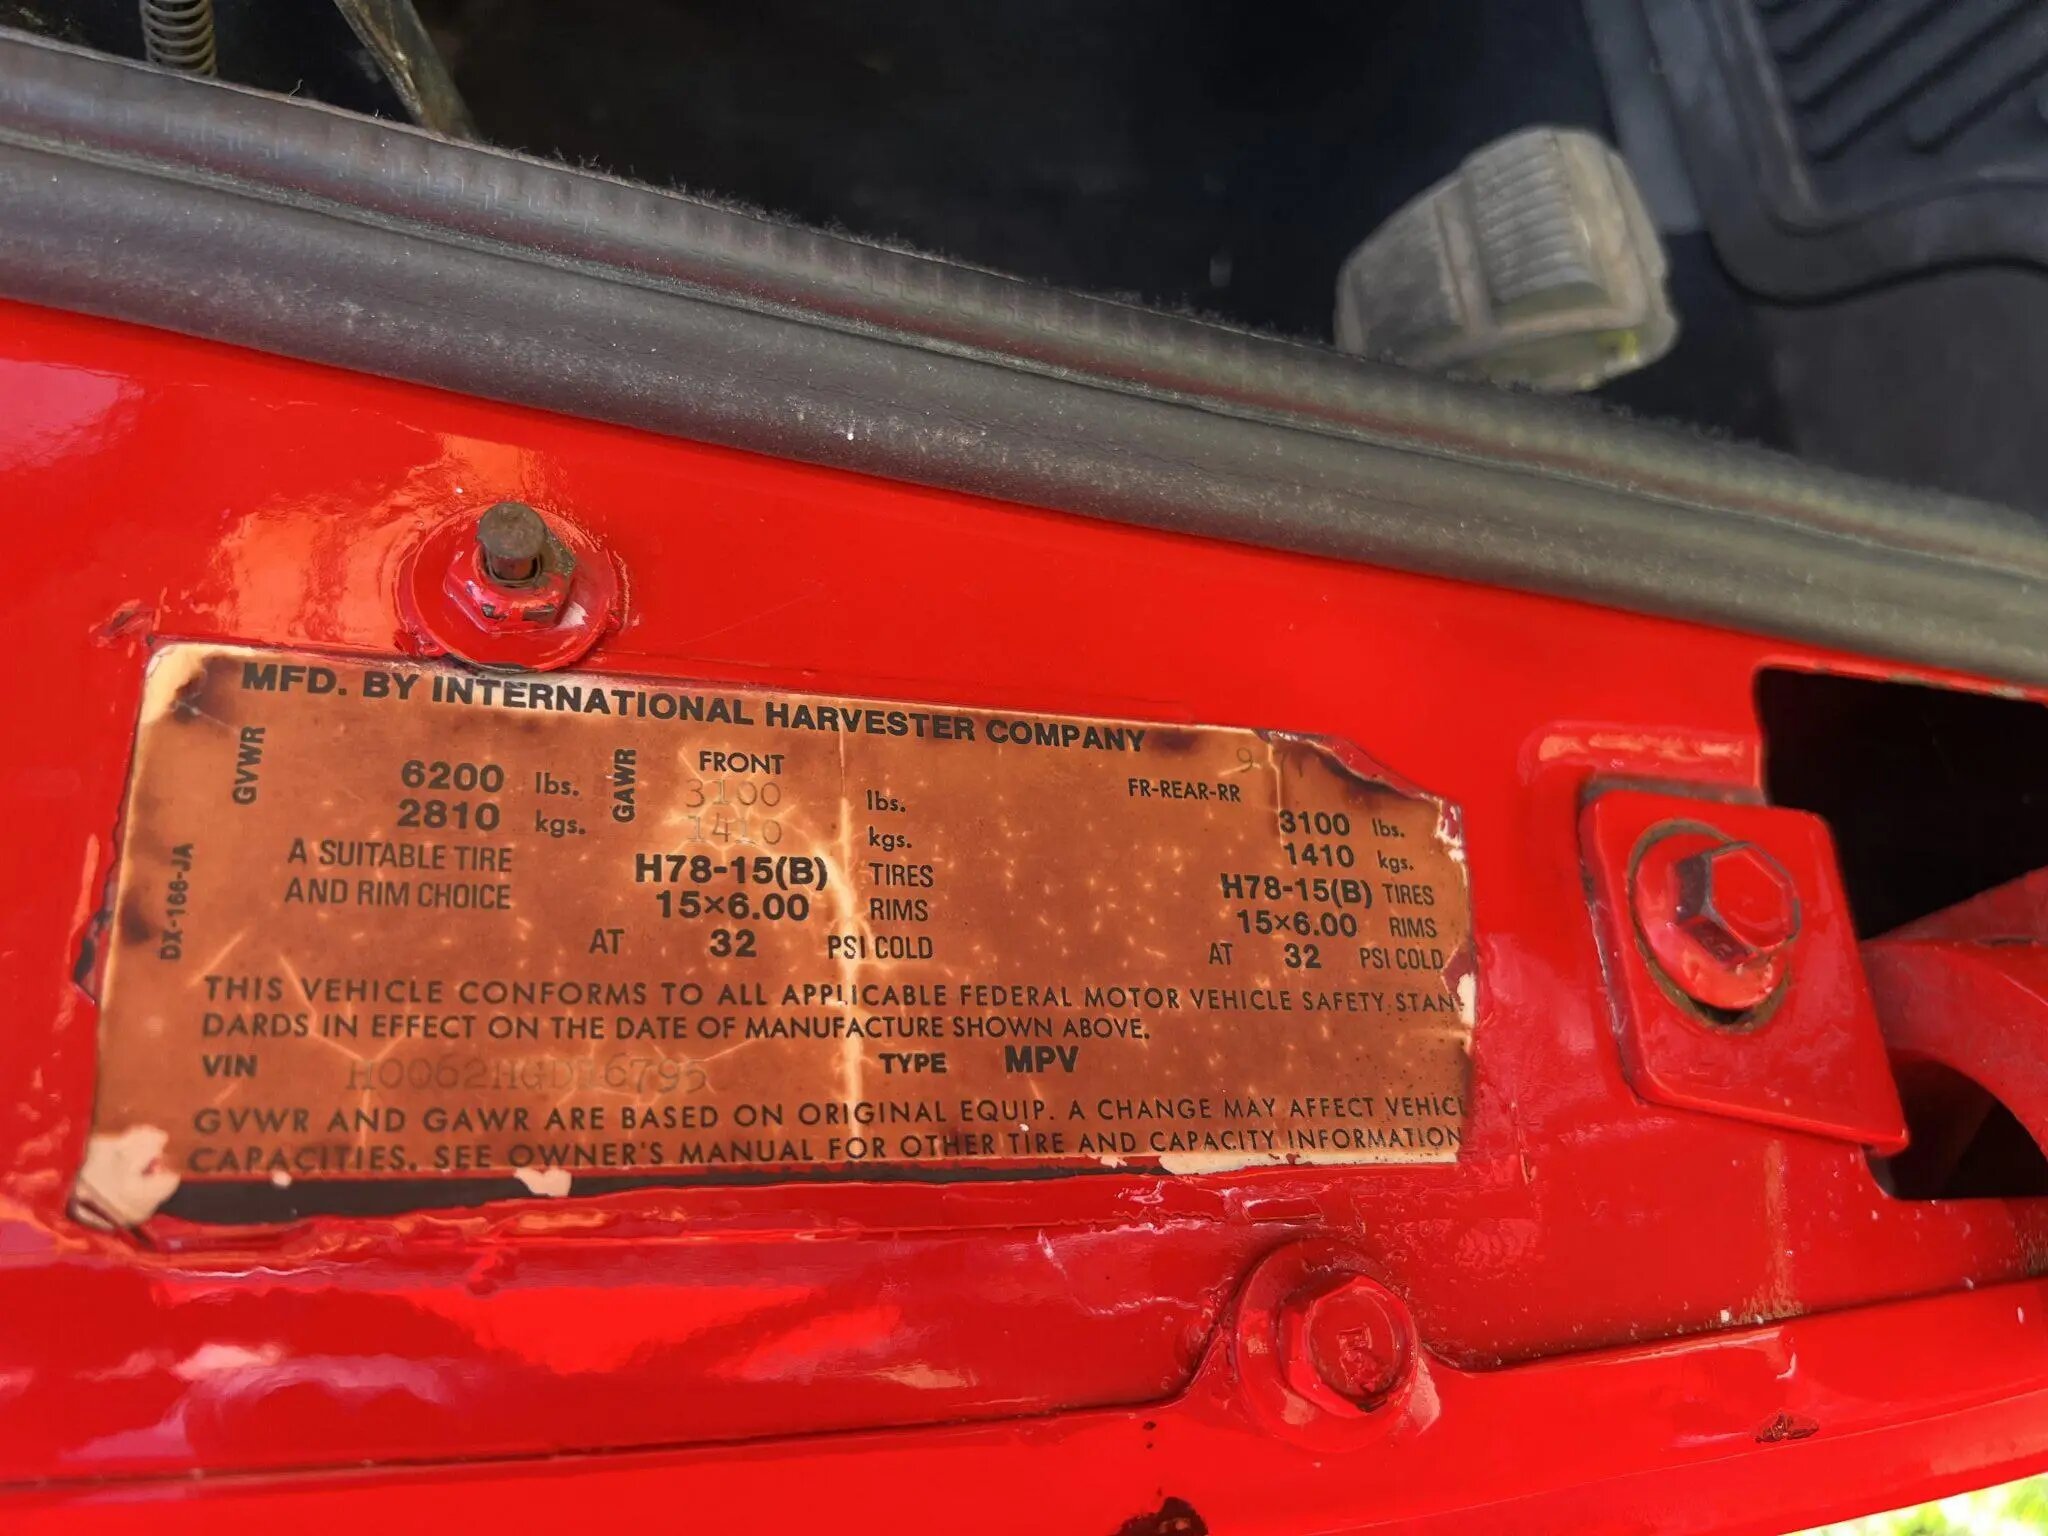 MFD. BY INTERNATIONAL HARVESTER COMPANY
GVWR 6200 lbs. GAWR FRONT 3100 lbs. FR-REAR-RR 3100 lbs.
2810 kgs. 1410 kgs. 1410 kgs.
A SUITABLE TIRE H78-15(B) TIRES H78-15(B) TIRES
AND RIM CHOICE 15×6.00 RIMS 15×6.00 RIMS
AT 32 PSI COLD AT 32 PSI COLD
DX-166-JA
THIS VEHICLE CONFORMS TO ALL APPLICABLE FEDERAL MOTOR VEHICLE SAFETY STAN-
DARDS IN EFFECT ON THE DATE OF MANUFACTURE SHOWN ABOVE.
VIN TYPE MPV
GVWR AND GAWR ARE BASED ON ORIGINAL EQUIP. A CHANGE MAY AFFECT VEHICL
CAPACITIES. SEE OWNER'S MANUAL FOR OTHER TIRE AND CAPACITY INFORMATION